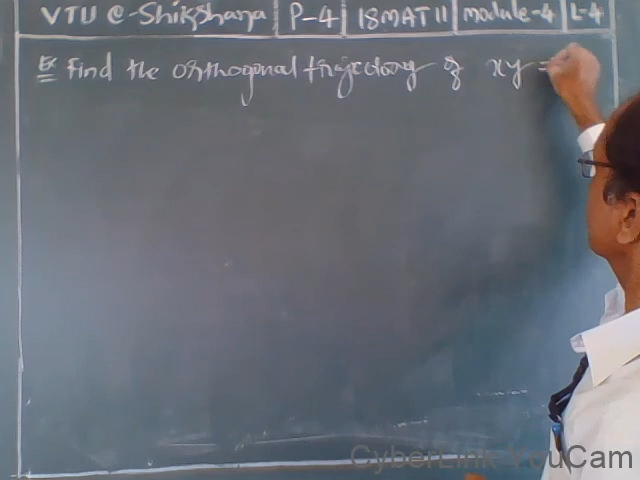 VTU e-Shikshana P-4 18MAT11 module-4 L-4
Ex Find the orthogonal trajectory of xy =
CyberLink YouCam